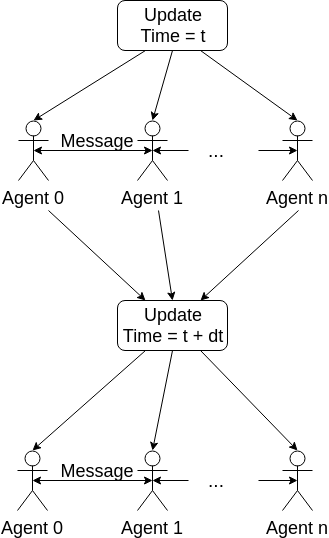 Update
Time = t
Message
...
Agent 0
Agent 1
Agent n
Update
Time = t + dt
Message
...
Agent 0
Agent 1
Agent n